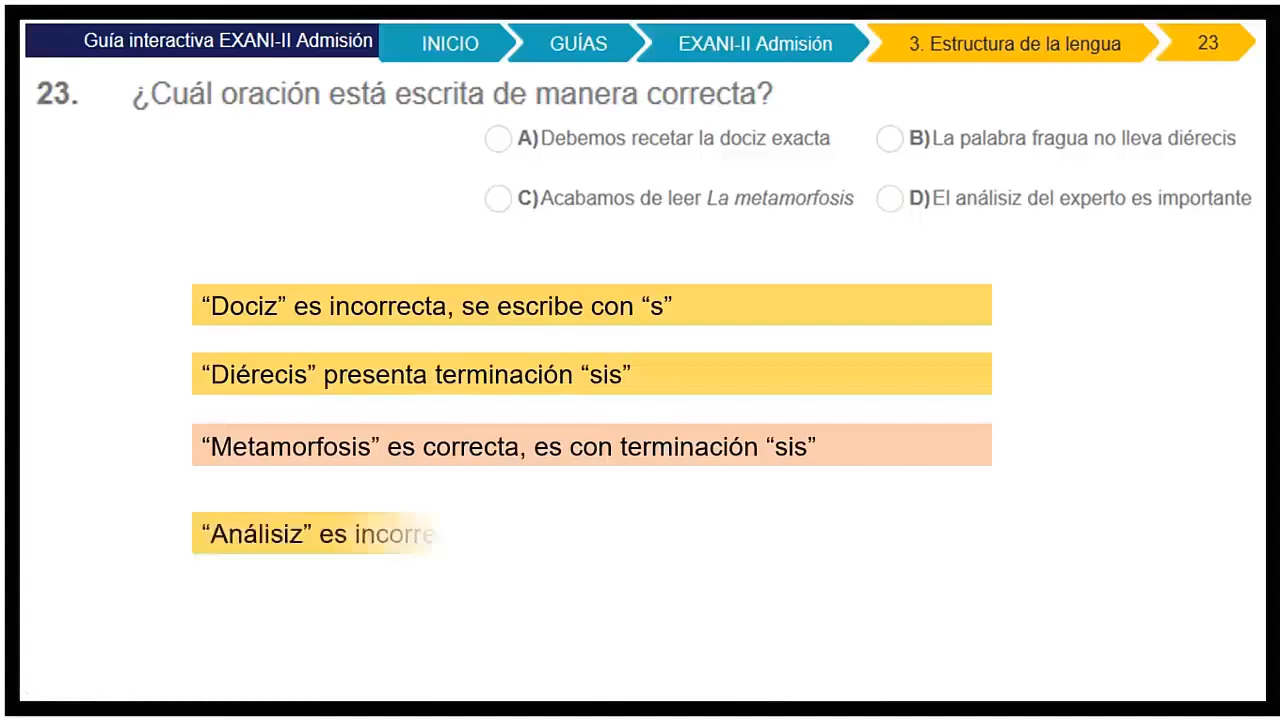 Guía interactiva EXANI-II Admisión
INICIO
GUÍAS
EXANI-II Admisión
3. Estructura de la lengua
23
23. ¿Cuál oración está escrita de manera correcta?
A) Debemos recetar la dociz exacta
B) La palabra fragua no lleva diérecis
C) Acabamos de leer La metamorfosis
D) El análisiz del experto es importante
“Dociz” es incorrecta, se escribe con “s”
“Diérecis” presenta terminación “sis”
“Metamorfosis” es correcta, es con terminación “sis”
“Análisiz” es incorre